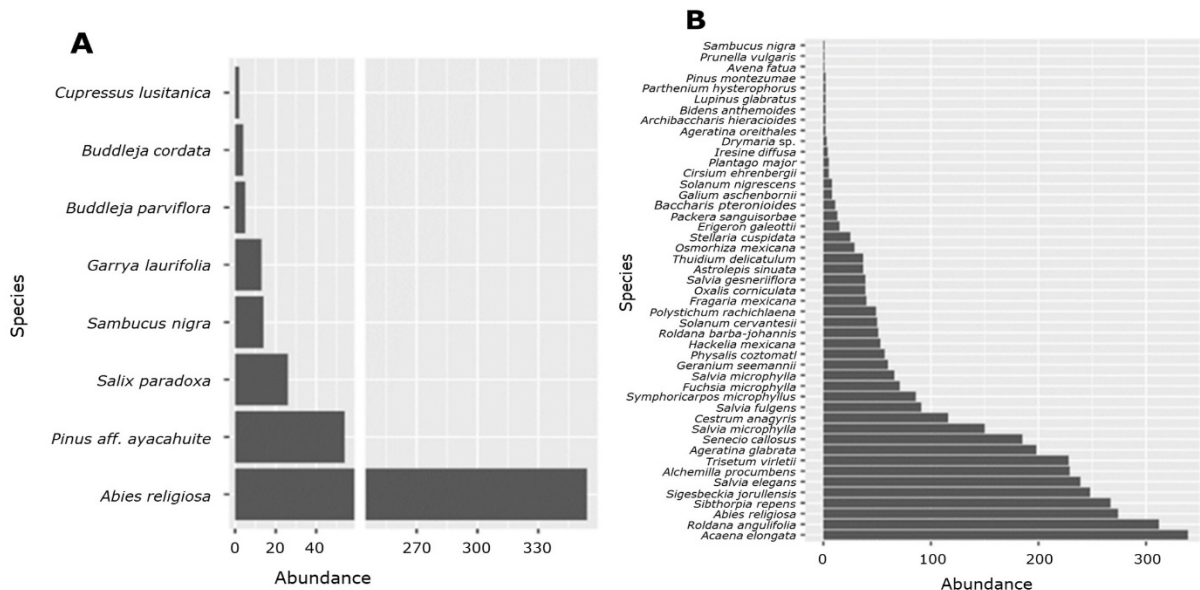 A
Species
Cupressus lusitanica
Buddleja cordata
Buddleja parviflora
Garrya laurifolia
Sambucus nigra
Salix paradoxa
Pinus aff. ayacahuite
Abies religiosa
0 20 40 270 300 330
Abundance
B
Species
Sambucus nigra
Prunella vulgaris
Avena fatua
Pinus montezumae
Parthenium hysterophorus
Lupinus glabratus
Bidens anthemoides
Archibaccharis hieracioides
Ageratina oreithales
Drymaria sp.
Iresine diffusa
Plantago major
Cirsium ehrenbergii
Solanum nigrescens
Galium aschenbornii
Baccharis pteronioides
Packera sanguisorbae
Erigeron galeottii
Stellaria cuspidata
Osmorhiza mexicana
Thuidium delicatulum
Astrolepis sinuata
Salvia gesneriiflora
Oxalis corniculata
Fragaria mexicana
Polystichum rachichlaena
Solanum cervantesii
Roldana barba-johannis
Hackelia mexicana
Physalis coztomatl
Geranium seemannii
Salvia microphylla
Fuchsia microphylla
Symphoricarpos microphyllus
Salvia fulgens
Cestrum anagyris
Salvia microphylla
Senecio callosus
Ageratina glabrata
Trisetum virletii
Alchemilla procumbens
Salvia elegans
Sigesbeckia jorullensis
Sibthorpia repens
Abies religiosa
Roldana angulifolia
Acaena elongata
0 100 200 300
Abundance